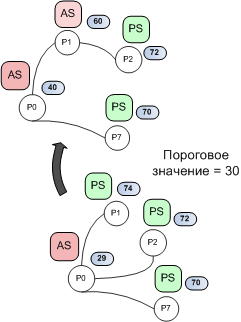 AS
60
P1
PS
72
P2
AS
40
P0
PS
70
P7
Пороговое
значение = 30
PS
74
P1
PS
72
P2
AS
29
P0
PS
70
P7